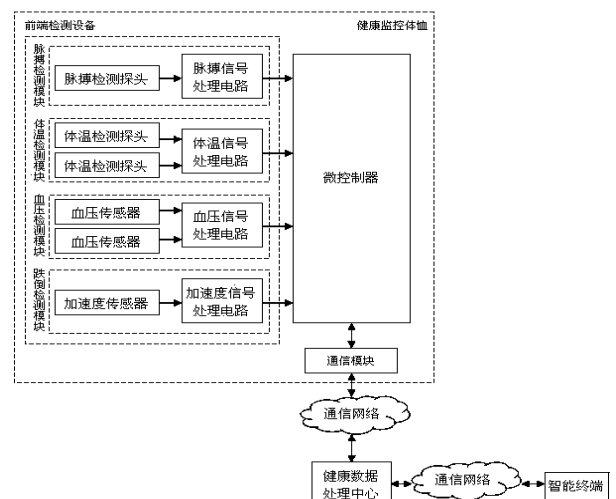 前端检测设备
健康监控体恤
脉搏检测模块
脉搏检测探头
脉搏信号
处理电路
体温检测模块
体温检测探头
体温检测探头
体温信号
处理电路
血压检测模块
血压传感器
血压传感器
血压信号
处理电路
跌倒检测模块
加速度传感器
加速度信号
处理电路
微控制器
通信模块
通信网络
健康数据
处理中心
通信网络
智能终端